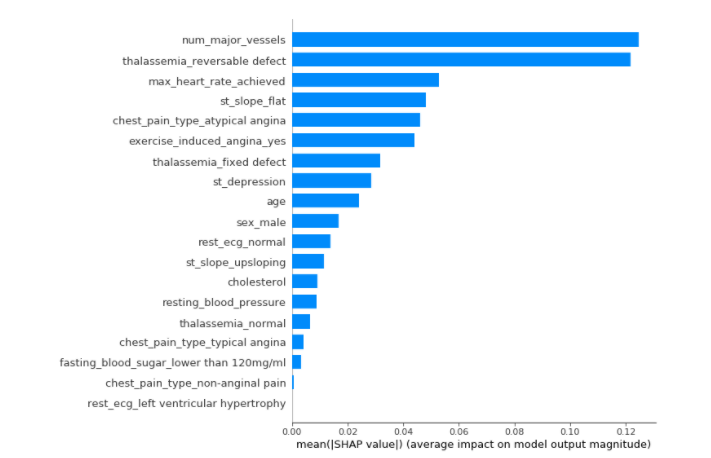 num_major_vessels
thalassemia_reversable defect
max_heart_rate_achieved
st_slope_flat
chest_pain_type_atypical angina
exercise_induced_angina_yes
thalassemia_fixed defect
st_depression
age
sex_male
rest_ecg_normal
st_slope_upsloping
cholesterol
resting_blood_pressure
thalassemia_normal
chest_pain_type_typical angina
fasting_blood_sugar_lower than 120mg/ml
chest_pain_type_non-anginal pain
rest_ecg_left ventricular hypertrophy
0.00 0.02 0.04 0.06 0.08 0.10 0.12
mean(|SHAP value|) (average impact on model output magnitude)